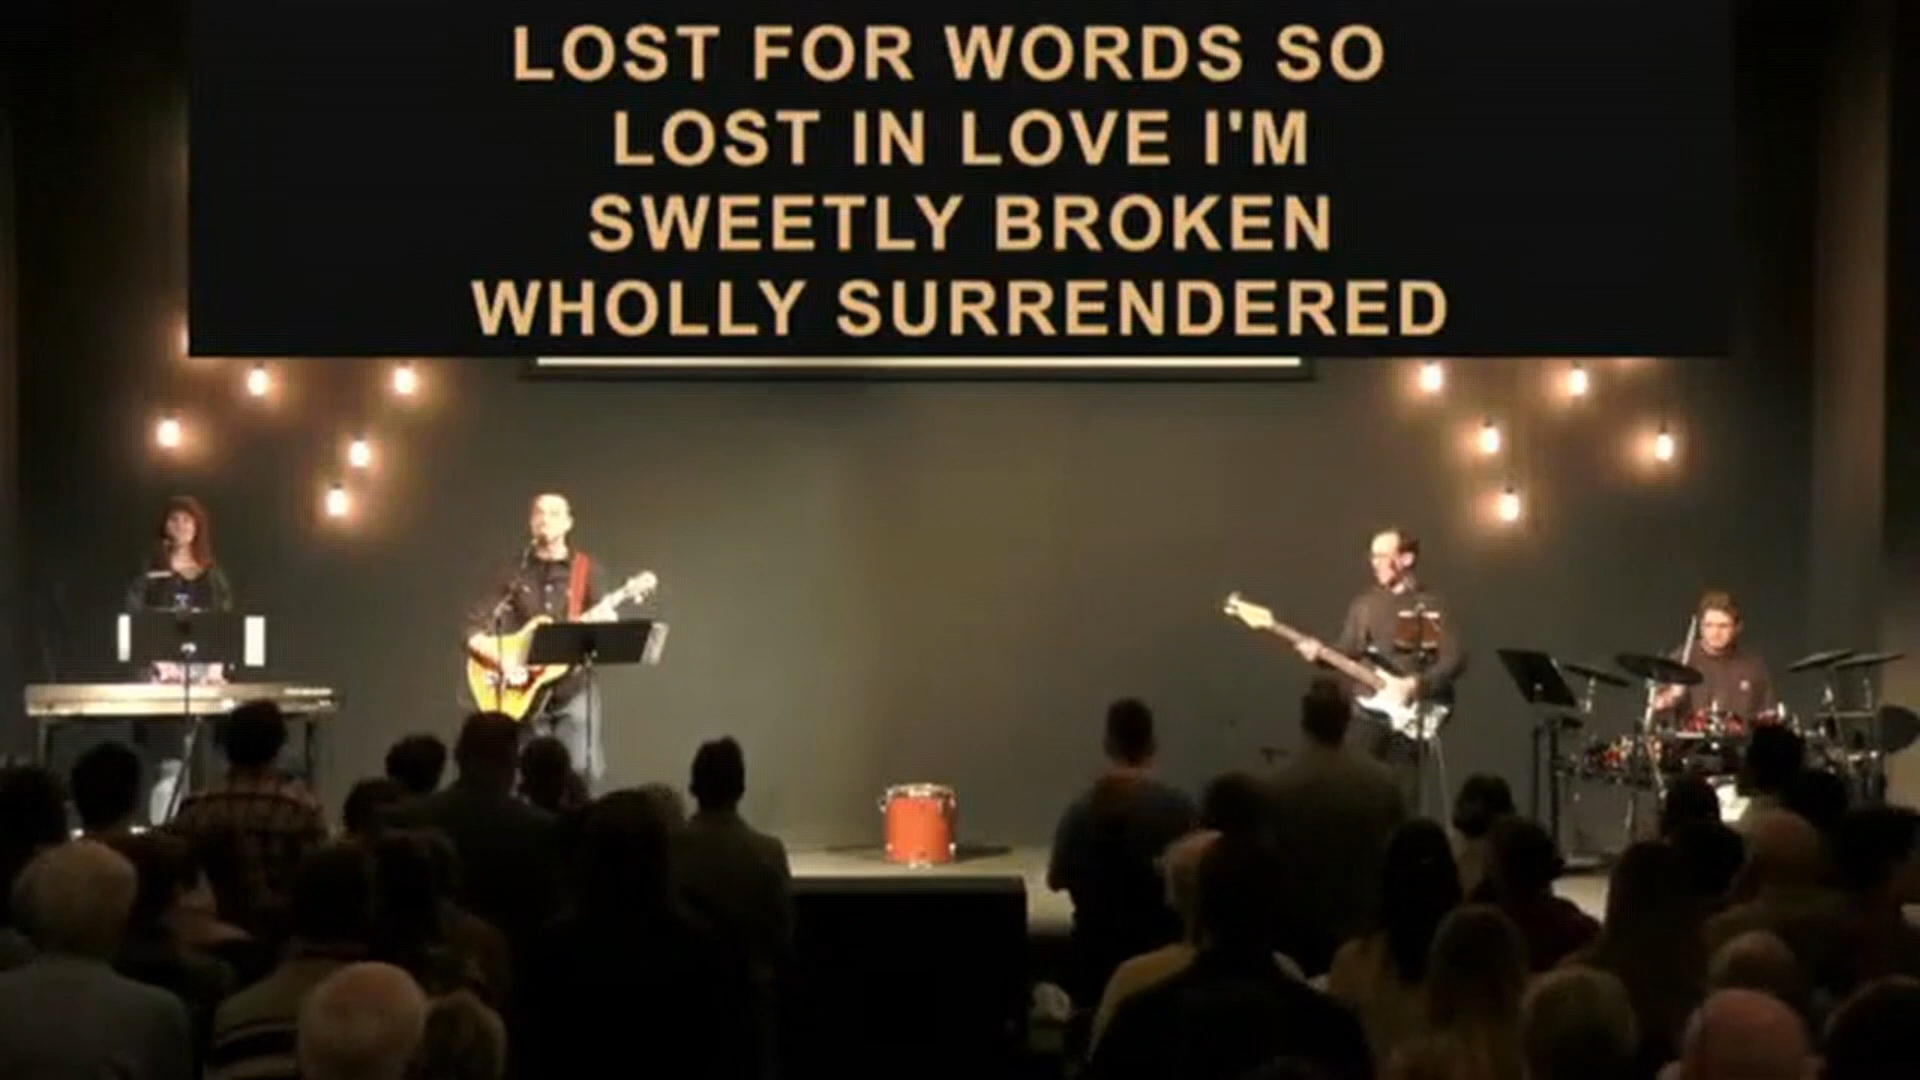 LOST FOR WORDS SO
LOST IN LOVE I'M
SWEETLY BROKEN
WHOLLY SURRENDERED